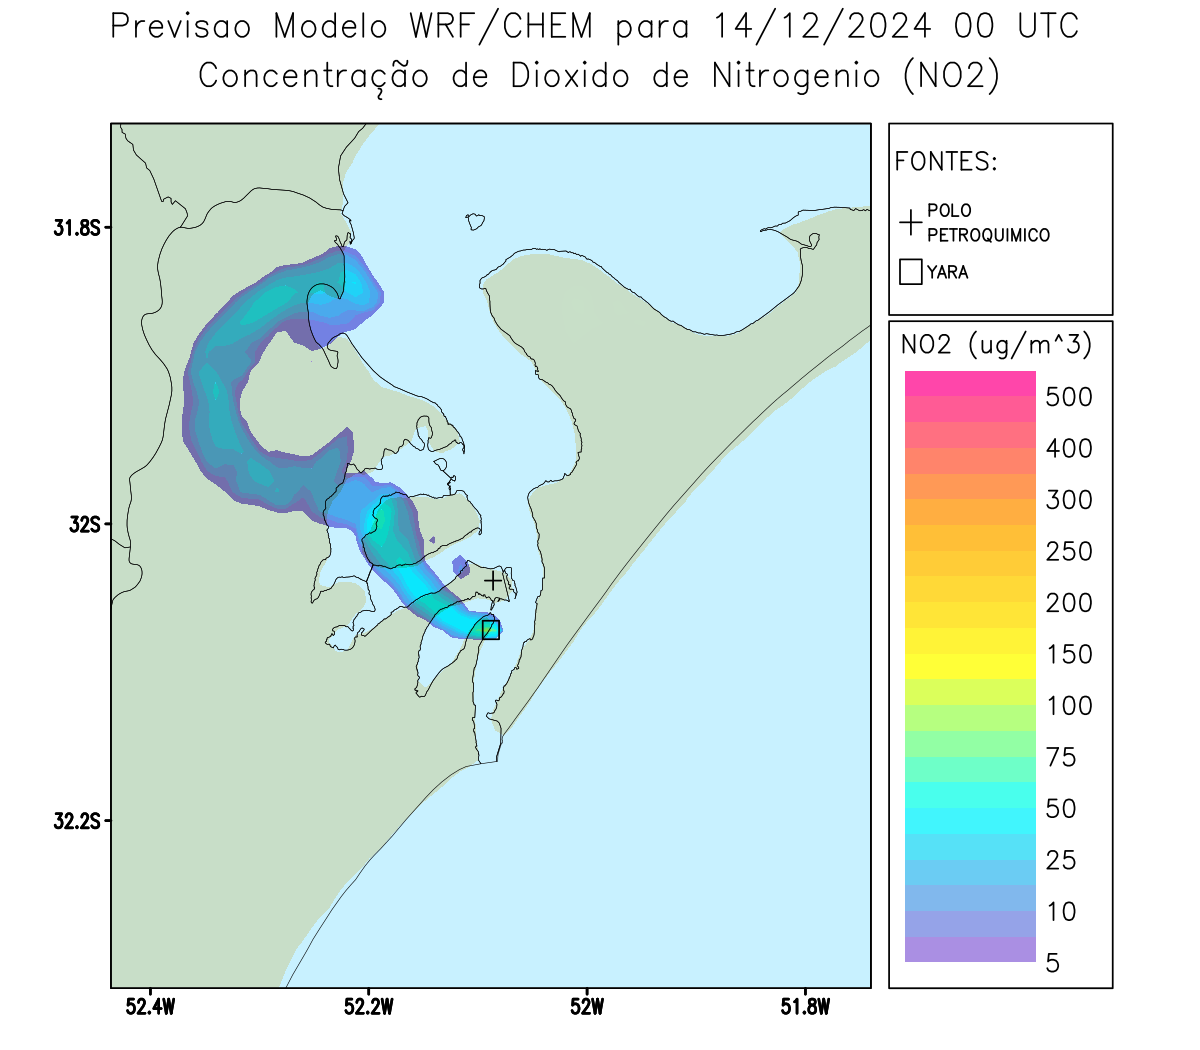 Previsao Modelo WRF/CHEM para 14/12/2024 00 UTC
Concentração de Dioxido de Nitrogenio (NO2)
FONTES:
POLO
PETROQUIMICO
YARA
NO2 (ug/m^3)
500
400
300
250
200
150
100
75
50
25
10
5
31.8S
32S
32.2S
52.4W
52.2W
52W
51.8W